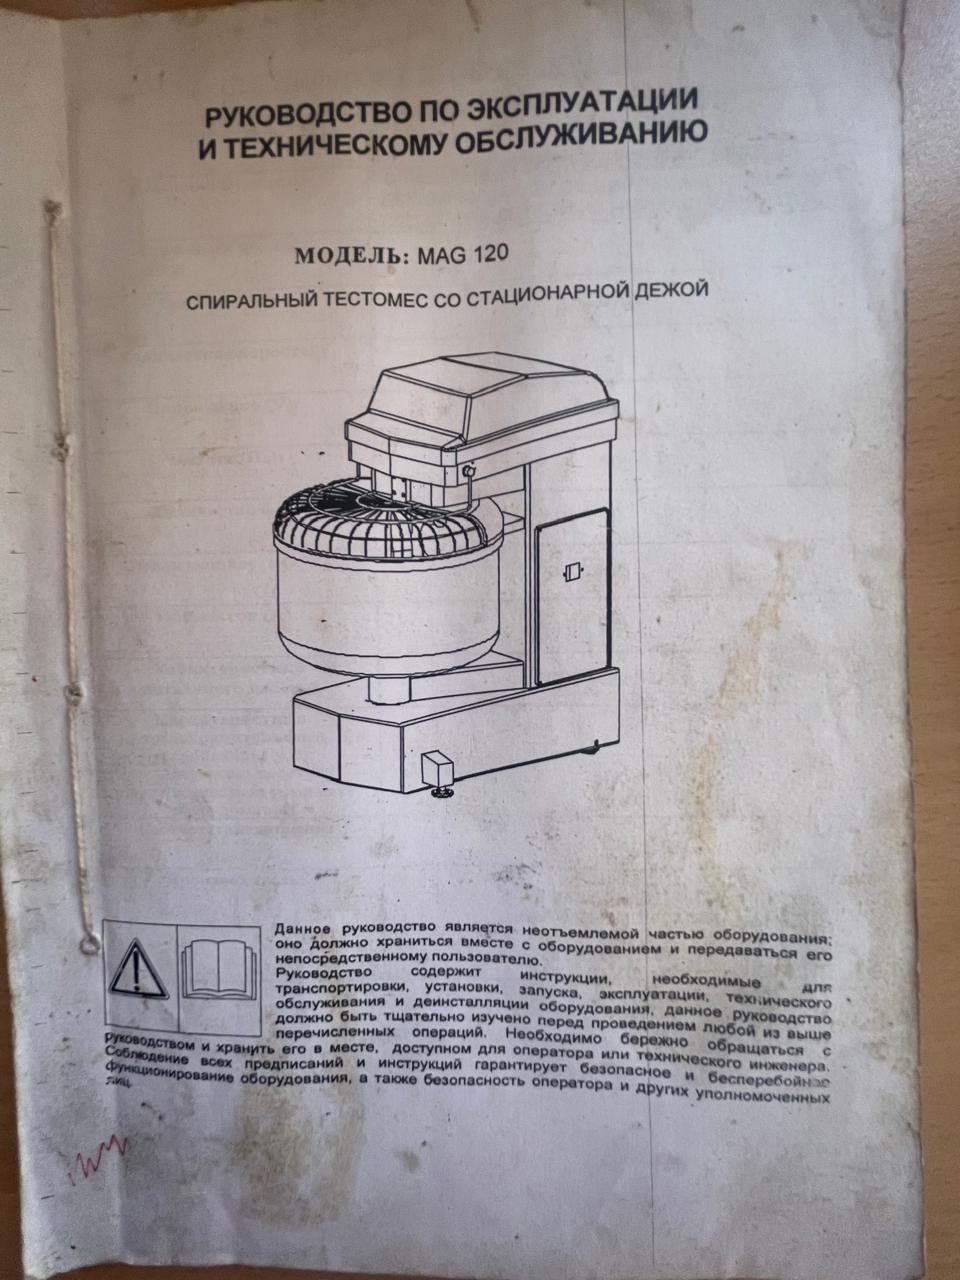 РУКОВОДСТВО ПО ЭКСПЛУАТАЦИИ
И ТЕХНИЧЕСКОМУ ОБСЛУЖИВАНИЮ
МОДЕЛЬ: MAG 120
СПИРАЛЬНЫЙ ТЕСТОМЕС СО СТАЦИОНАРНОЙ ДЕЖОЙ
Данное руководство является неотъемлемой частью оборудования;
оно должно храниться вместе с оборудованием и передаваться его
непосредственному пользователю.
Руководство содержит инструкции, необходимые для
транспортировки, установки, запуска, эксплуатации, технического
обслуживания и деинсталляции оборудования, данное руководство
должно быть тщательно изучено перед проведением любой из выше
перечисленных операций. Необходимо бережно обращаться с
руководством и хранить его в месте, доступном для оператора или технического инженера.
Соблюдение всех предписаний и инструкций гарантирует безопасное и бесперебойное
функционирование оборудования, а также безопасность оператора и других уполномоченных
лиц.